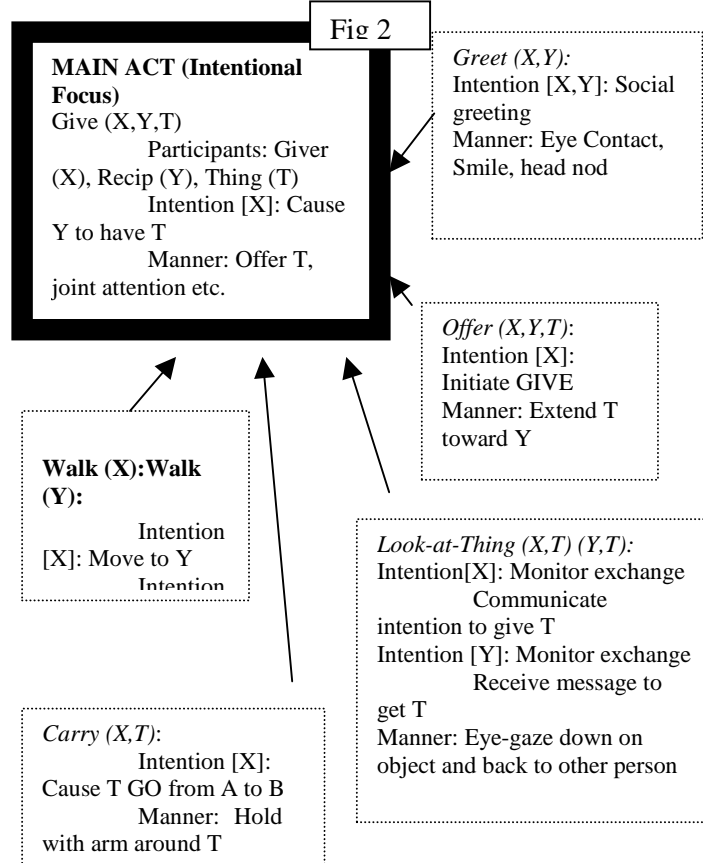 Fig 2
MAIN ACT (Intentional
Focus)
Give (X,Y,T)
Participants: Giver
(X), Recip (Y), Thing (T)
Intention [X]: Cause
Y to have T
Manner: Offer T,
joint attention etc.
Greet (X,Y):
Intention [X,Y]: Social
greeting
Manner: Eye Contact,
Smile, head nod
Offer (X,Y,T):
Intention [X]:
Initiate GIVE
Manner: Extend T
toward Y
Walk (X):Walk
(Y):
Intention
[X]: Move to Y
Intention
Look-at-Thing (X,T) (Y,T):
Intention[X]: Monitor exchange
Communicate
intention to give T
Intention [Y]: Monitor exchange
Receive message to
get T
Manner: Eye-gaze down on
object and back to other person
Carry (X,T):
Intention [X]:
Cause T GO from A to B
Manner: Hold
with arm around T